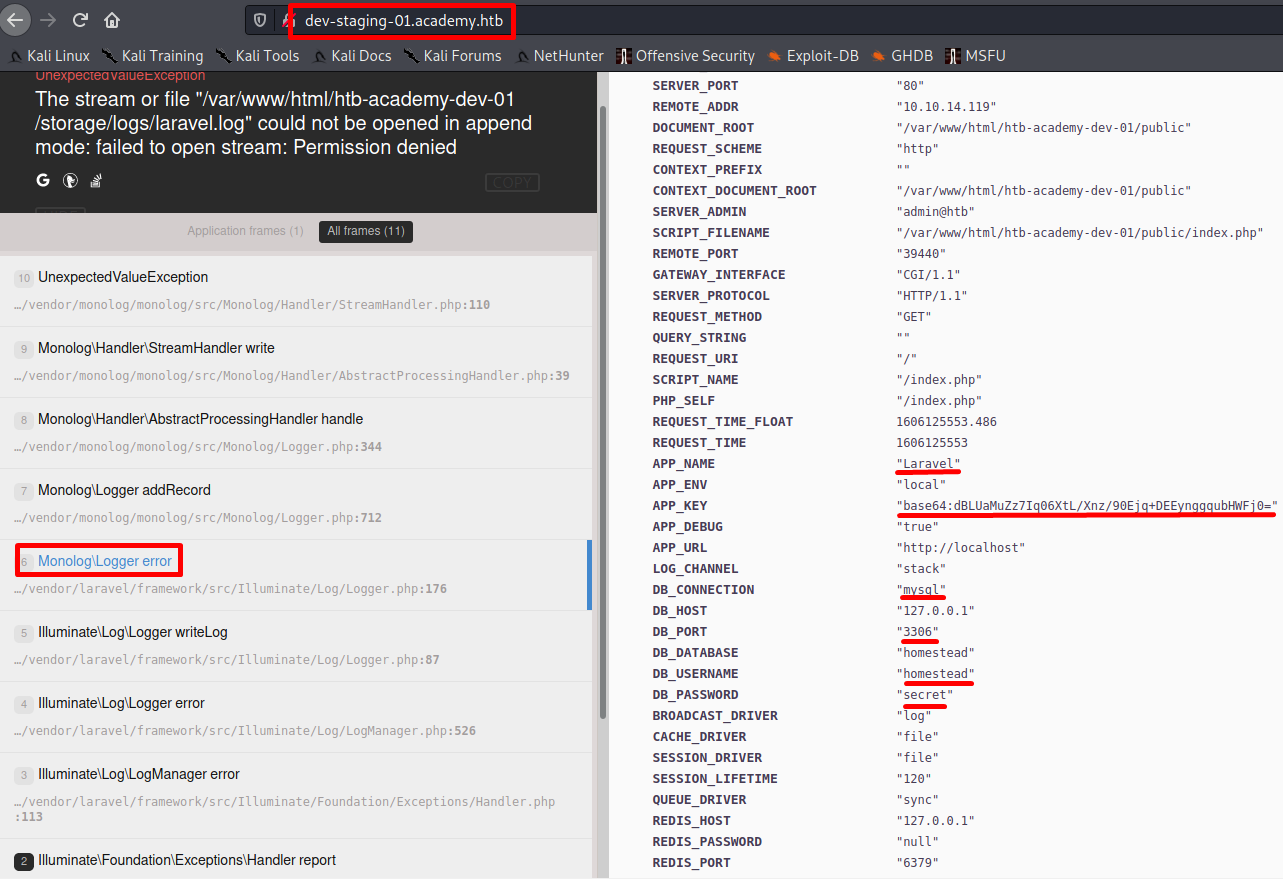 dev-staging-01.academy.htb
Kali Linux Kali Training Kali Tools Kali Docs Kali Forums NetHunter Offensive Security Exploit-DB GHDB MSFU
UnexpectedValueException
The stream or file "/var/www/html/htb-academy-dev-01
/storage/logs/laravel.log" could not be opened in append
mode: failed to open stream: Permission denied
COPY
Application frames (1) All frames (11)
10 UnexpectedValueException
…/vendor/monolog/monolog/src/Monolog/Handler/StreamHandler.php:110
9 Monolog\Handler\StreamHandler write
…/vendor/monolog/monolog/src/Monolog/Handler/AbstractProcessingHandler.php:39
8 Monolog\Handler\AbstractProcessingHandler handle
…/vendor/monolog/monolog/src/Monolog/Logger.php:344
7 Monolog\Logger addRecord
…/vendor/monolog/monolog/src/Monolog/Logger.php:712
6 Monolog\Logger error
…/vendor/laravel/framework/src/Illuminate/Log/Logger.php:176
5 Illuminate\Log\Logger writeLog
…/vendor/laravel/framework/src/Illuminate/Log/Logger.php:87
4 Illuminate\Log\Logger error
…/vendor/laravel/framework/src/Illuminate/Log/LogManager.php:526
3 Illuminate\Log\LogManager error
…/vendor/laravel/framework/src/Illuminate/Foundation/Exceptions/Handler.php
:113
2 Illuminate\Foundation\Exceptions\Handler report
SERVER_PORT "80"
REMOTE_ADDR "10.10.14.119"
DOCUMENT_ROOT "/var/www/html/htb-academy-dev-01/public"
REQUEST_SCHEME "http"
CONTEXT_PREFIX ""
CONTEXT_DOCUMENT_ROOT "/var/www/html/htb-academy-dev-01/public"
SERVER_ADMIN "admin@htb"
SCRIPT_FILENAME "/var/www/html/htb-academy-dev-01/public/index.php"
REMOTE_PORT "39440"
GATEWAY_INTERFACE "CGI/1.1"
SERVER_PROTOCOL "HTTP/1.1"
REQUEST_METHOD "GET"
QUERY_STRING ""
REQUEST_URI "/"
SCRIPT_NAME "/index.php"
PHP_SELF "/index.php"
REQUEST_TIME_FLOAT 1606125553.486
REQUEST_TIME 1606125553
APP_NAME "Laravel"
APP_ENV "local"
APP_KEY "base64:dBLUaMuZz7Iq06XtL/Xnz/90Ejq+DEEynggqubHWFj0="
APP_DEBUG "true"
APP_URL "http://localhost"
LOG_CHANNEL "stack"
DB_CONNECTION "mysql"
DB_HOST "127.0.0.1"
DB_PORT "3306"
DB_DATABASE "homestead"
DB_USERNAME "homestead"
DB_PASSWORD "secret"
BROADCAST_DRIVER "log"
CACHE_DRIVER "file"
SESSION_DRIVER "file"
SESSION_LIFETIME "120"
QUEUE_DRIVER "sync"
REDIS_HOST "127.0.0.1"
REDIS_PASSWORD "null"
REDIS_PORT "6379"